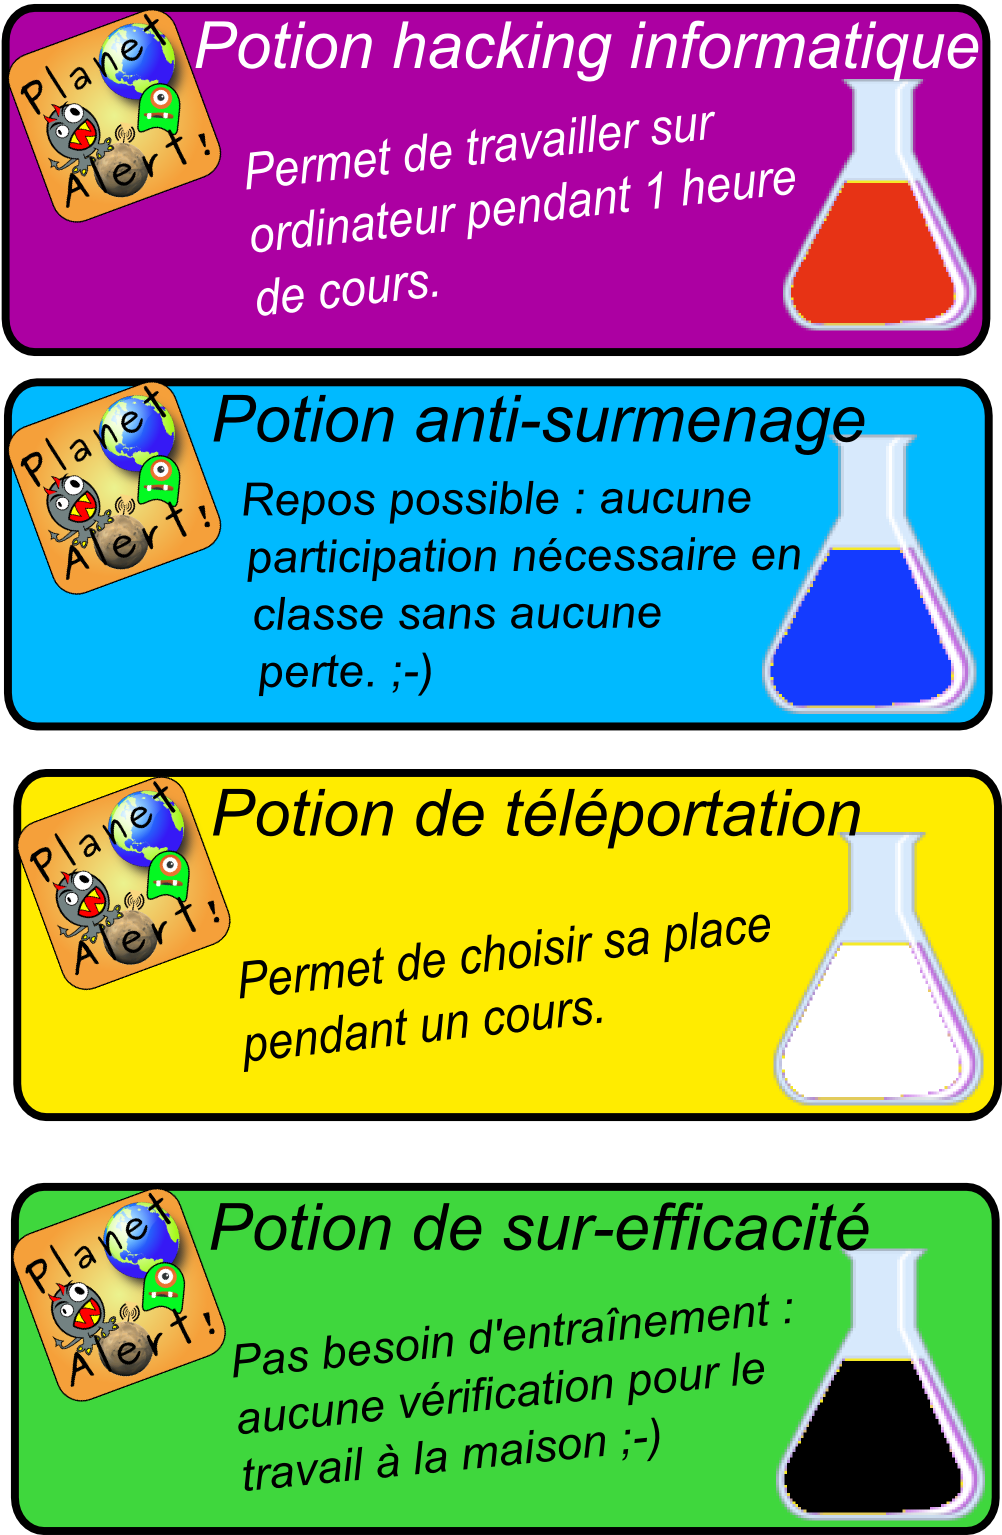 Planet
Alert!
Potion hacking informatique
Permet de travailler sur
ordinateur pendant 1 heure
de cours.
Planet
Alert!
Potion anti-surmenage
Repos possible : aucune
participation nécessaire en
classe sans aucune
perte. ;-)
Planet
Alert!
Potion de téléportation
Permet de choisir sa place
pendant un cours.
Planet
Alert!
Potion de sur-efficacité
Pas besoin d'entraînement :
aucune vérification pour le
travail à la maison ;-)